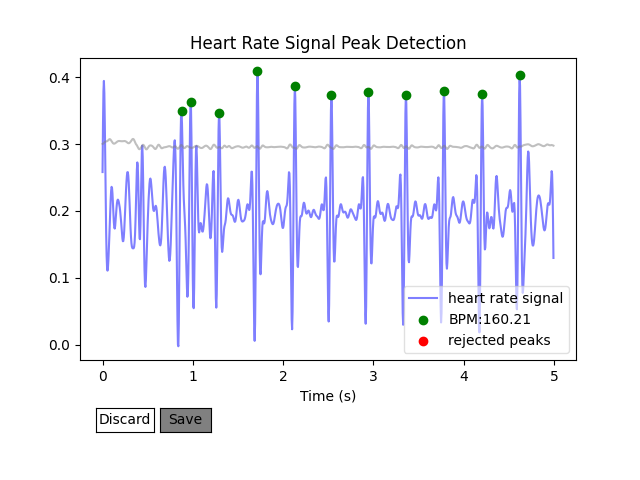 Heart Rate Signal Peak Detection
0.4
0.3
0.2
0.1
0.0
heart rate signal
BPM:160.21
rejected peaks
0 1 2 3 4 5
Time (s)
Discard Save